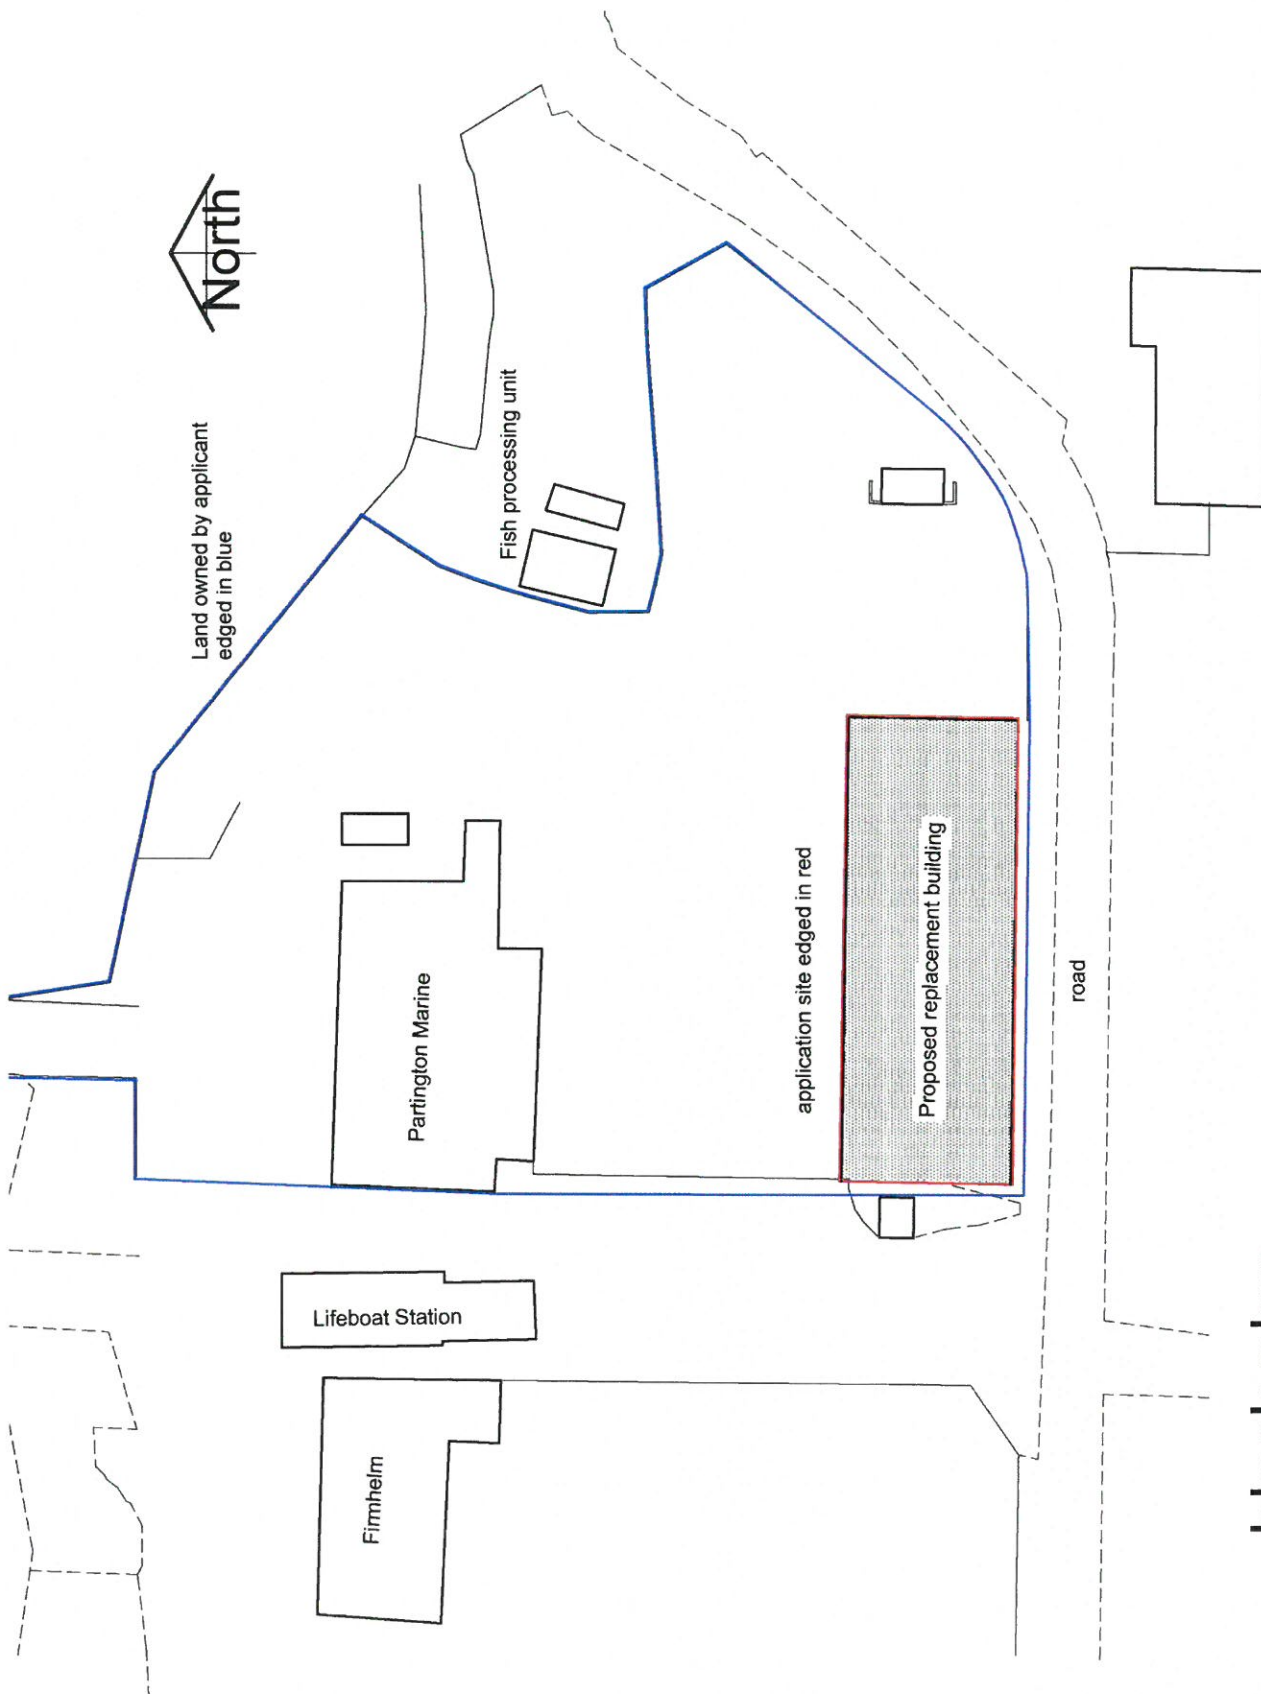 North
Land owned by applicant
edged in blue
Fish processing unit
Partington Marine
application site edged in red
Proposed replacement building
road
Lifeboat Station
Firmhelm